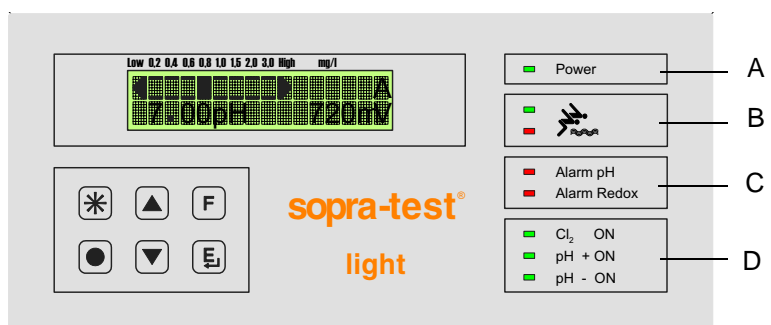 Low 0,2 0,4 0,6 0,8 1,0 1,5 2,0 3,0 High mg/l
A
7.00pH 720mV
F
E
sopra-test®
light
Power
A
B
Alarm pH
Alarm Redox
C
Cl₂ ON
pH + ON
pH - ON
D